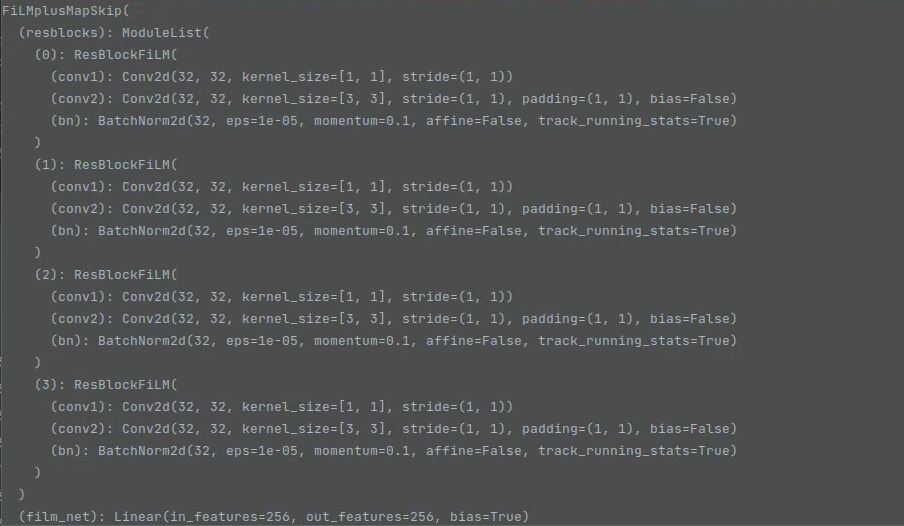 FiLMplusMapSkip(
(resblocks): ModuleList(
(0): ResBlockFiLM(
(conv1): Conv2d(32, 32, kernel_size=[1, 1], stride=(1, 1))
(conv2): Conv2d(32, 32, kernel_size=[3, 3], stride=(1, 1), padding=(1, 1), bias=False)
(bn): BatchNorm2d(32, eps=1e-05, momentum=0.1, affine=False, track_running_stats=True)
)
(1): ResBlockFiLM(
(conv1): Conv2d(32, 32, kernel_size=[1, 1], stride=(1, 1))
(conv2): Conv2d(32, 32, kernel_size=[3, 3], stride=(1, 1), padding=(1, 1), bias=False)
(bn): BatchNorm2d(32, eps=1e-05, momentum=0.1, affine=False, track_running_stats=True)
)
(2): ResBlockFiLM(
(conv1): Conv2d(32, 32, kernel_size=[1, 1], stride=(1, 1))
(conv2): Conv2d(32, 32, kernel_size=[3, 3], stride=(1, 1), padding=(1, 1), bias=False)
(bn): BatchNorm2d(32, eps=1e-05, momentum=0.1, affine=False, track_running_stats=True)
)
(3): ResBlockFiLM(
(conv1): Conv2d(32, 32, kernel_size=[1, 1], stride=(1, 1))
(conv2): Conv2d(32, 32, kernel_size=[3, 3], stride=(1, 1), padding=(1, 1), bias=False)
(bn): BatchNorm2d(32, eps=1e-05, momentum=0.1, affine=False, track_running_stats=True)
)
)
(film_net): Linear(in_features=256, out_features=256, bias=True)